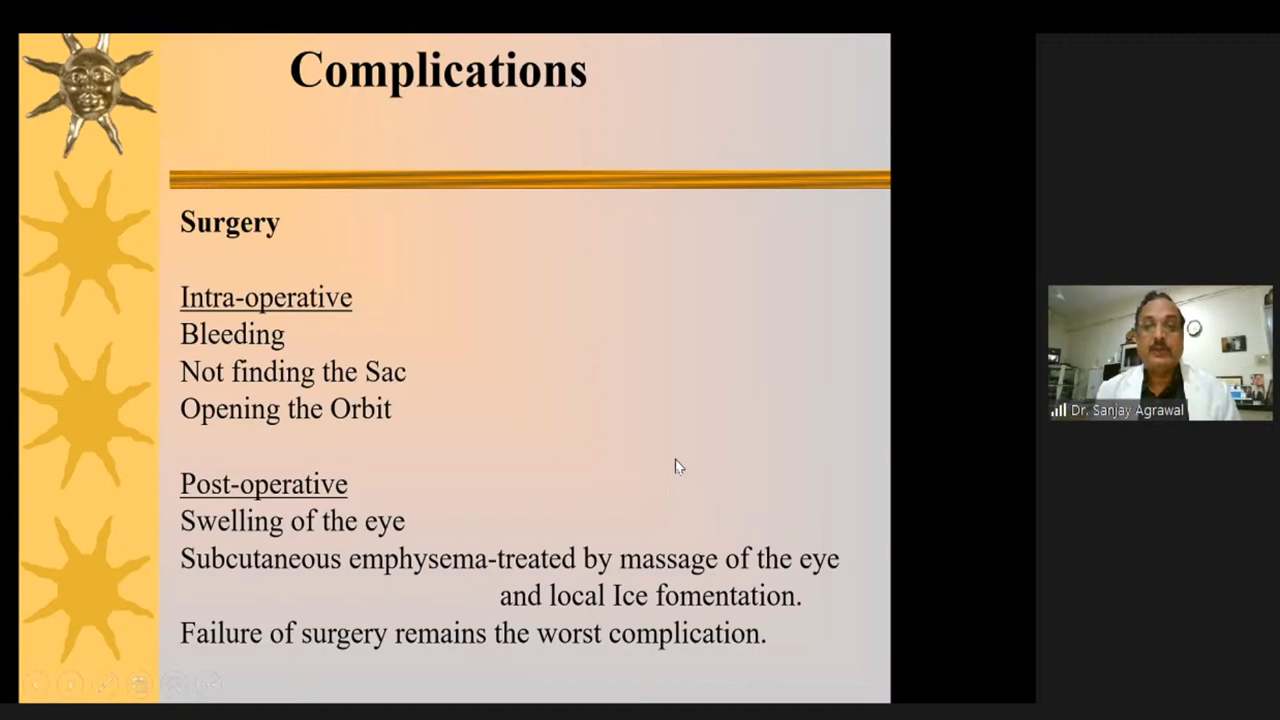 Complications
Surgery
Intra-operative
Bleeding
Not finding the Sac
Opening the Orbit
Post-operative
Swelling of the eye
Subcutaneous emphysema-treated by massage of the eye
and local Ice fomentation.
Failure of surgery remains the worst complication.
Dr. Sanjay Agrawal